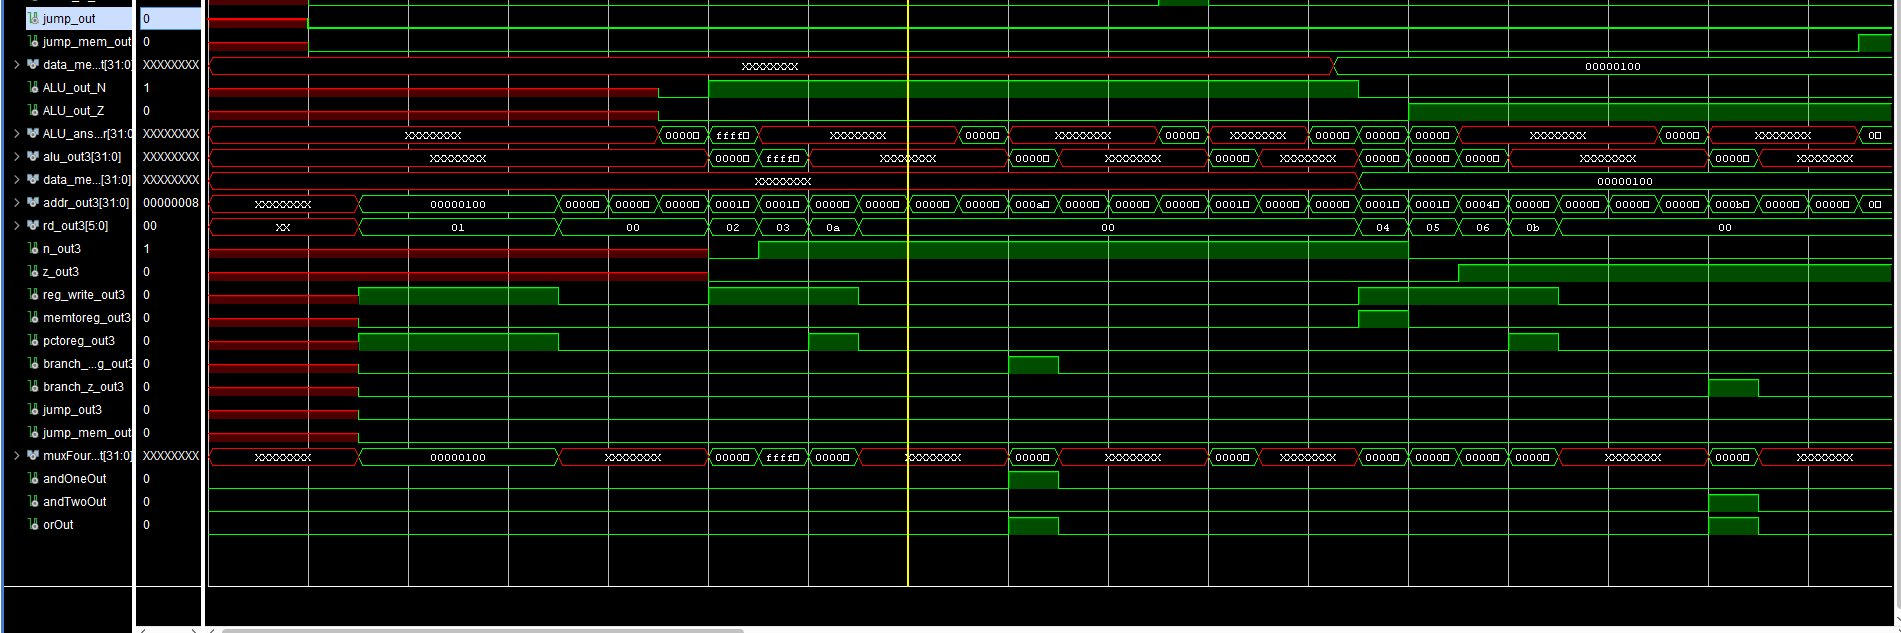 jump_out 0
jump_mem_out 0
data_me...t[31:0] XXXXXXXX XXXXXXXX 00000100
ALU_out_N 1
ALU_out_Z 0
ALU_ans...r[31:0 XXXXXXXX XXXXXXXX 0000 ffff XXXXXXXX 0000 XXXXXXXX 0000 XXXXXXXX 0000 0000 0000 XXXXXXXX 0000 XXXXXXXX 00
alu_out3[31:0] XXXXXXXX XXXXXXXX 0000 ffff XXXXXXXX 0000 XXXXXXXX 0000 XXXXXXXX 0000 0000 0000 XXXXXXXX 0000 XXXXXXXX
data_me...[31:0] XXXXXXXX XXXXXXXX 00000100
addr_out3[31:0] 00000008 XXXXXXXX 00000100 0000 0000 0000 0001 0001 0000 0000 0000 0000 000a 0000 0000 0000 0001 0000 0000 0001 0001 0004 0000 0000 0000 0000 000b 0000 0000 00
rd_out3[5:0] 00 XX 01 00 02 03 0a 00 04 05 06 0b 00
n_out3 1
z_out3 0
reg_write_out3 0
memtoreg_out3 0
pctoreg_out3 0
branch_...g_out3 0
branch_z_out3 0
jump_out3 0
jump_mem_out 0
muxFour...t[31:0] XXXXXXXX XXXXXXXX 00000100 XXXXXXXX 0000 ffff 0000 XXXXXXXX 0000 XXXXXXXX 0000 XXXXXXXX 0000 0000 0000 0000 XXXXXXXX 0000 XXXXXXXX
andOneOut 0
andTwoOut 0
orOut 0